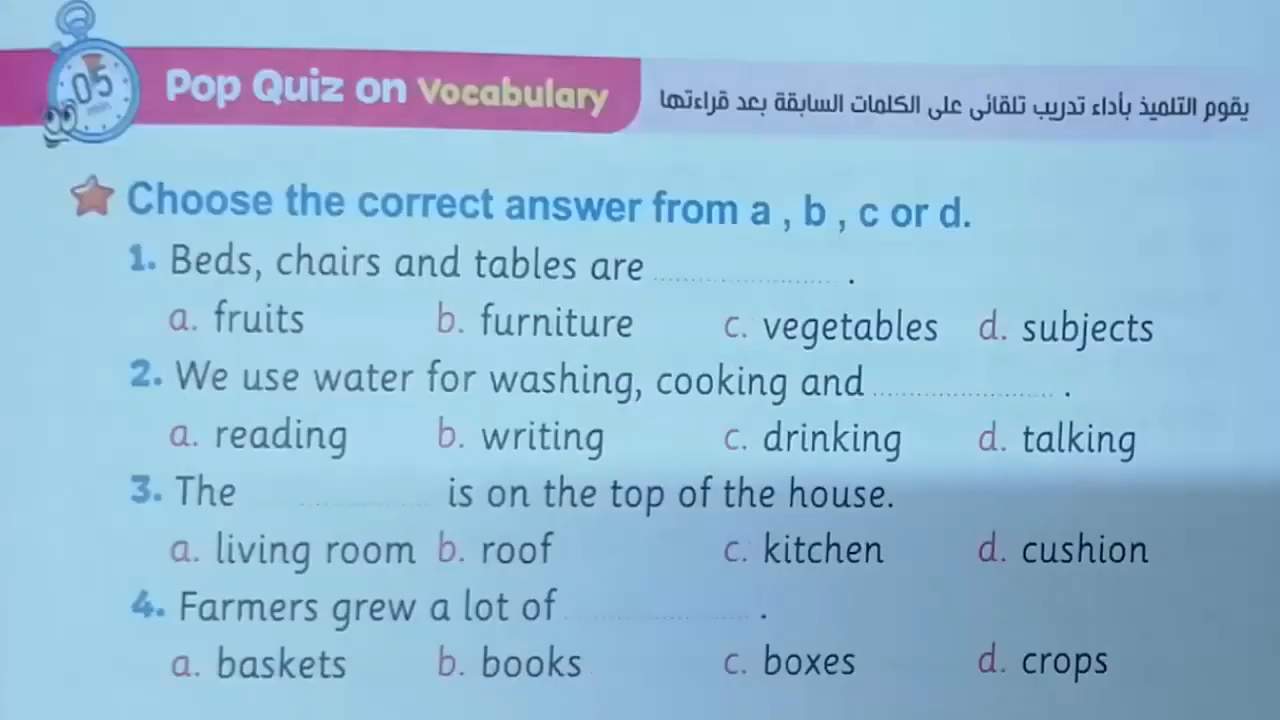 05
Pop Quiz on Vocabulary
يقوم التلميذ بأداء تدريب تلقائى على الكلمات السابقة بعد قراءتها
Choose the correct answer from a , b , c or d.
1. Beds, chairs and tables are .................... .
a. fruits b. furniture c. vegetables d. subjects
2. We use water for washing, cooking and .................... .
a. reading b. writing c. drinking d. talking
3. The .................... is on the top of the house.
a. living room b. roof c. kitchen d. cushion
4. Farmers grew a lot of .................... .
a. baskets b. books c. boxes d. crops